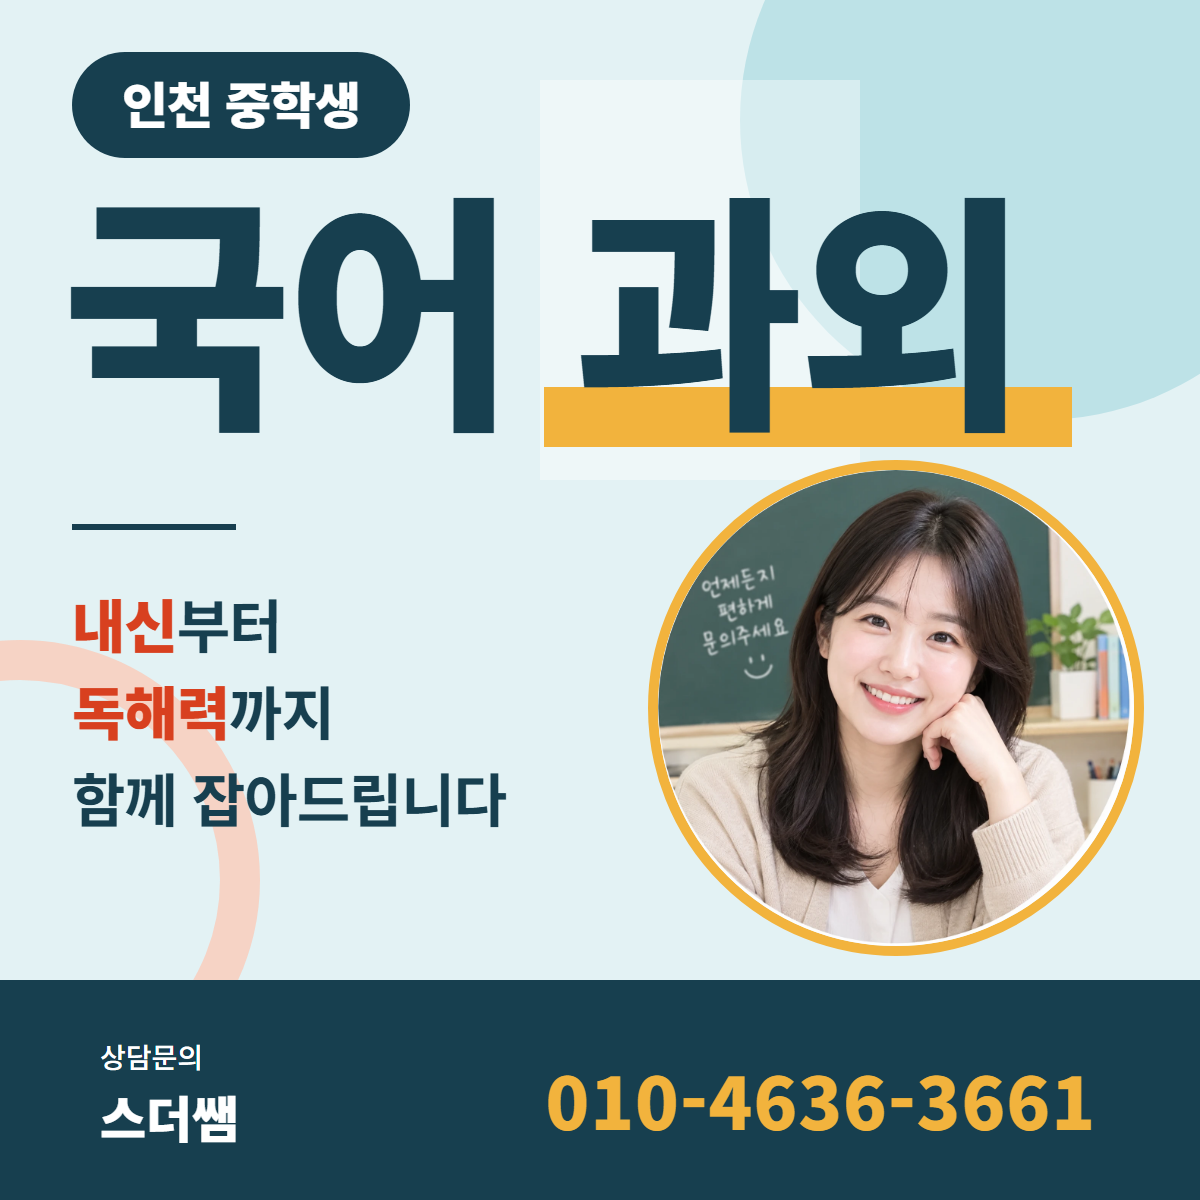 인천 중학생
국어 과외
내신부터
독해력까지
함께 잡아드립니다
언제든지
편하게
문의주세요
상담문의
스더쌤
010-4636-3661